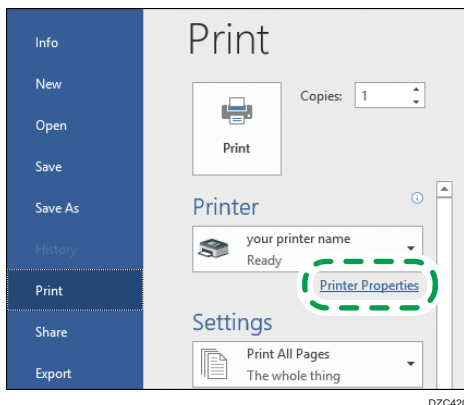 Info
New
Open
Save
Save As
History
Print
Share
Export
Print
Print
Copies: 1
Printer
your printer name
Ready
Printer Properties
Settings
Print All Pages
The whole thing